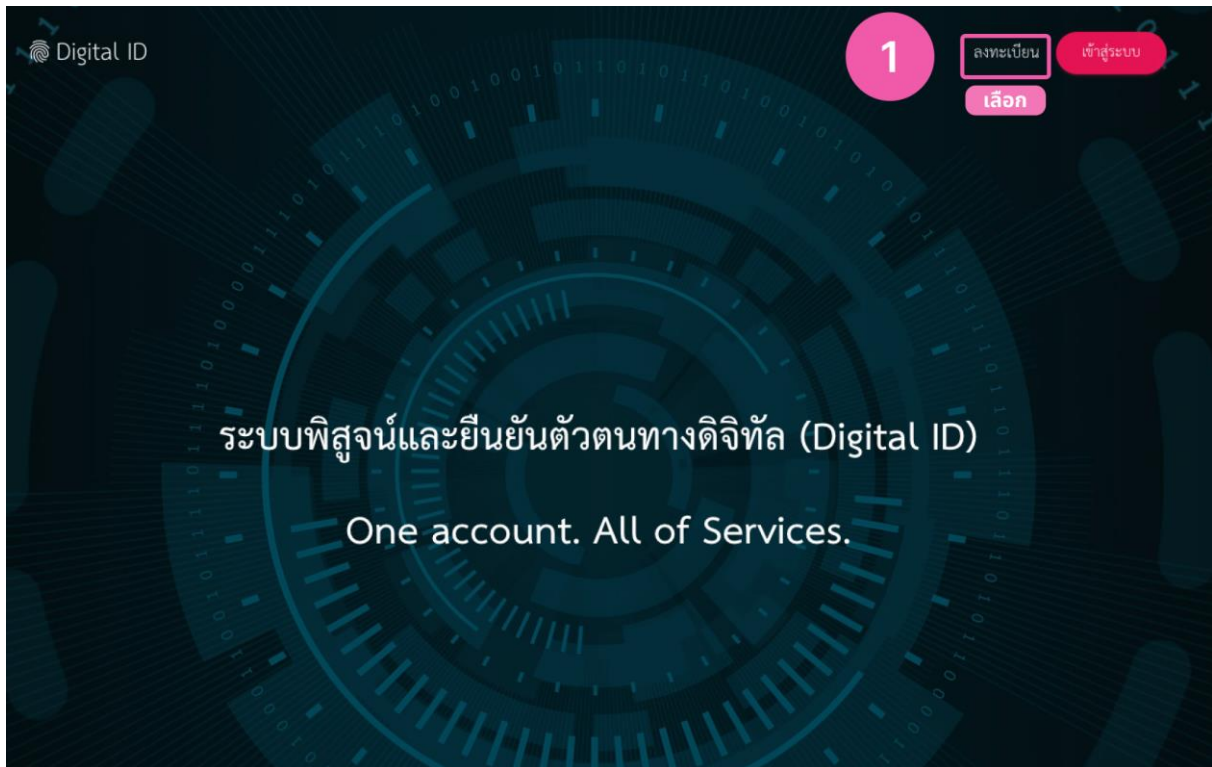 Digital ID
1
ลงทะเบียน
เข้าสู่ระบบ
เลือก
ระบบพิสูจน์และยืนยันตัวตนทางดิจิทัล (Digital ID)
One account. All of Services.